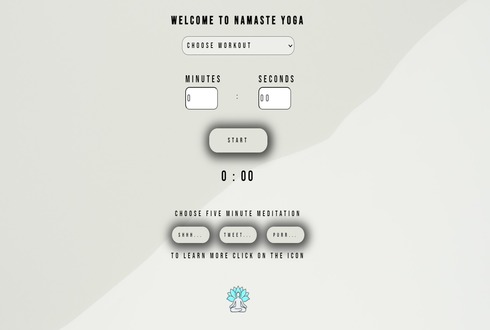 WELCOME TO NAMASTE YOGA
CHOOSE WORKOUT
MINUTES SECONDS
0 : 00
START
0 : 00
CHOOSE FIVE MINUTE MEDITATION
SHHH... TWEET... PURR...
TO LEARN MORE CLICK ON THE ICON